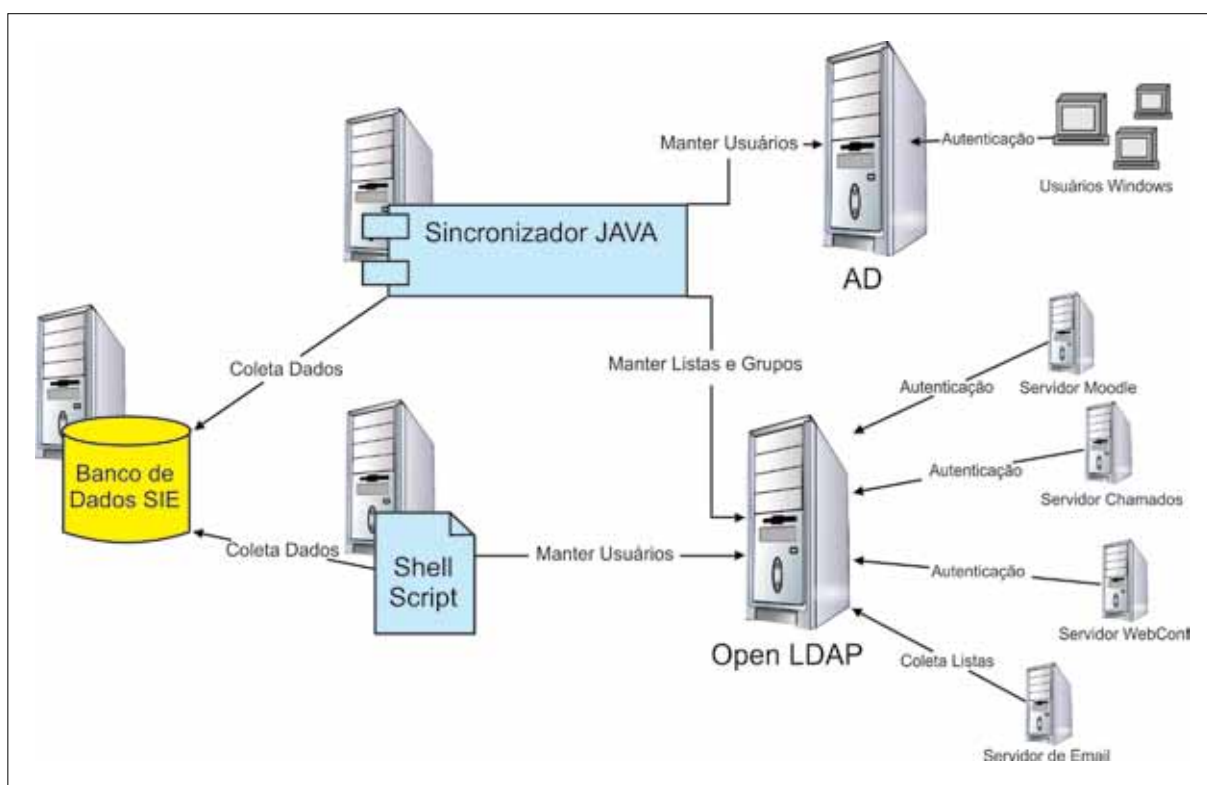 Manter Usuários
Autenticação
Usuários Windows
Sincronizador JAVA
AD
Coleta Dados
Manter Listas e Grupos
Autenticação
Servidor Moodle
Banco de
Dados SIE
Autenticação
Servidor Chamados
Coleta Dados
Shell
Script
Manter Usuários
Autenticação
Servidor WebConf
Open LDAP
Coleta Listas
Servidor de Email